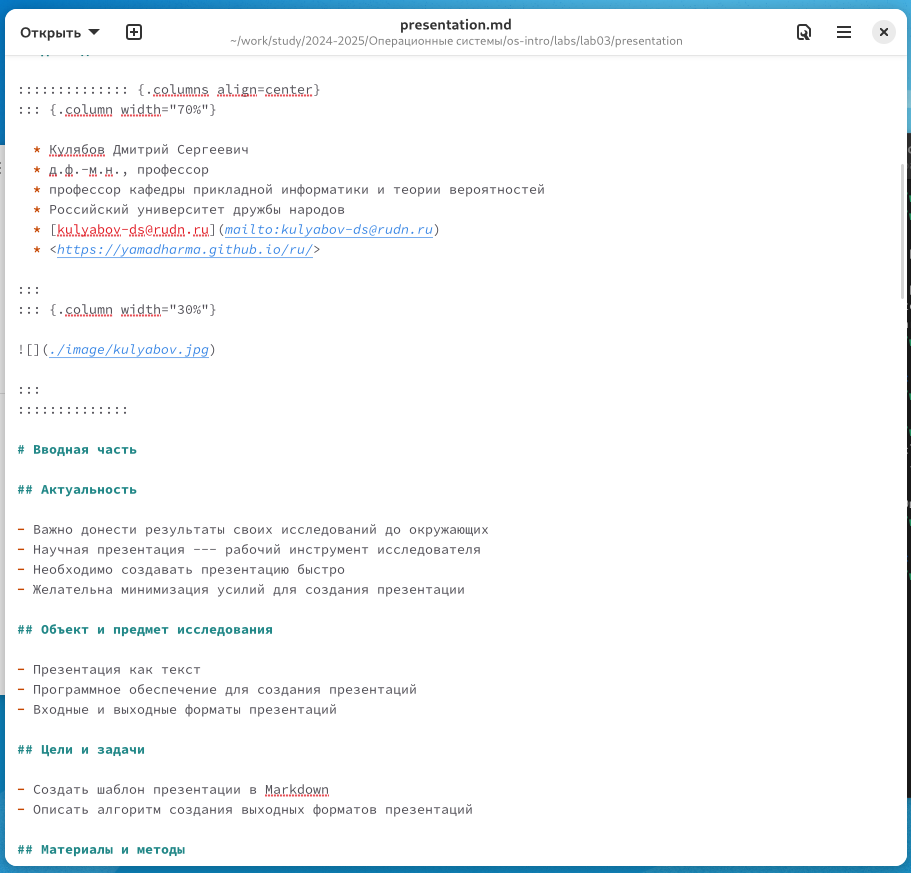 Открыть
presentation.md
~/work/study/2024-2025/Операционные системы/os-intro/labs/lab03/presentation
:::::::::::::: {.columns align=center}
::: {.column width="70%"}
* Кулябов Дмитрий Сергеевич
* д.ф.-м.н., профессор
* профессор кафедры прикладной информатики и теории вероятностей
* Российский университет дружбы народов
* [kulyabov-ds@rudn.ru](mailto:kulyabov-ds@rudn.ru)
* <https://yamadharma.github.io/ru/>
:::
::: {.column width="30%"}
![](./image/kulyabov.jpg)
:::
::::::::::::::
# Вводная часть
## Актуальность
- Важно донести результаты своих исследований до окружающих
- Научная презентация --- рабочий инструмент исследователя
- Необходимо создавать презентацию быстро
- Желательна минимизация усилий для создания презентации
## Объект и предмет исследования
- Презентация как текст
- Программное обеспечение для создания презентаций
- Входные и выходные форматы презентаций
## Цели и задачи
- Создать шаблон презентации в Markdown
- Описать алгоритм создания выходных форматов презентаций
## Материалы и методы